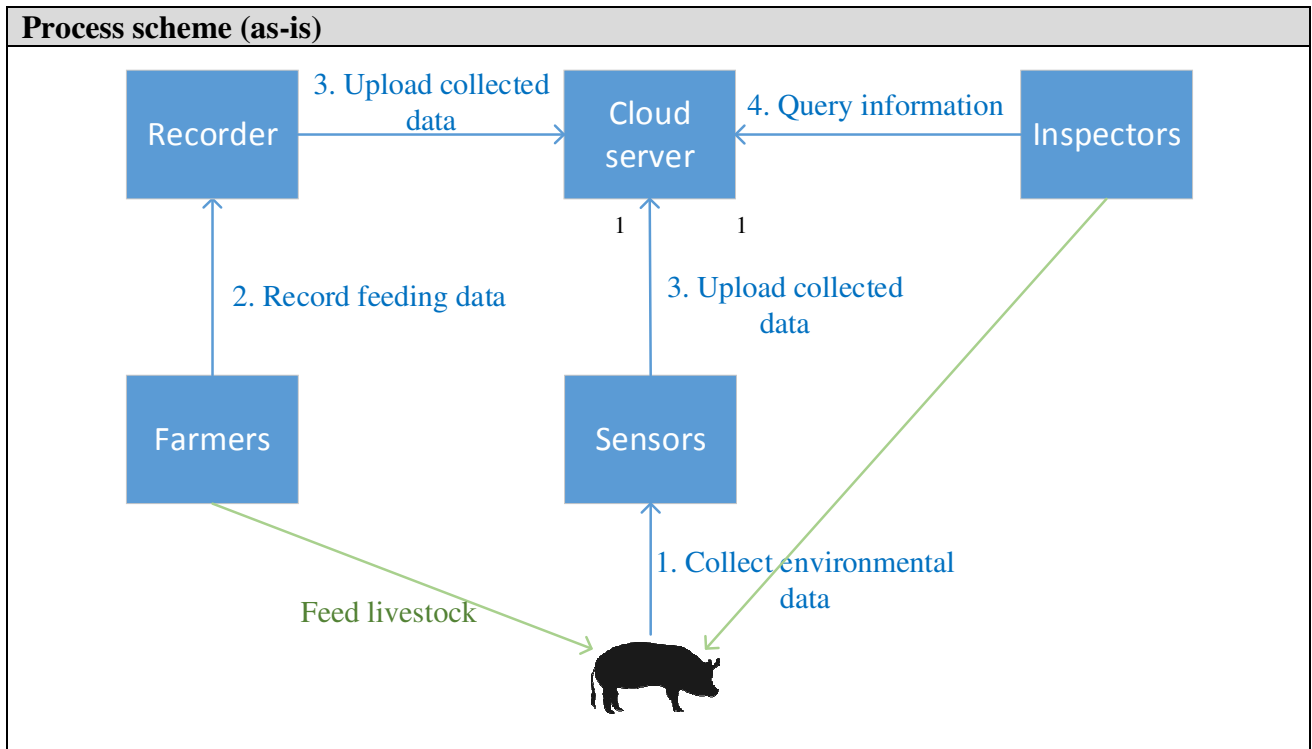 Process scheme (as-is)
3. Upload collected
data
Recorder
Cloud
server
4. Query information
Inspectors
1
1
2. Record feeding data
3. Upload collected
data
Farmers
Sensors
1. Collect environmental
data
Feed livestock